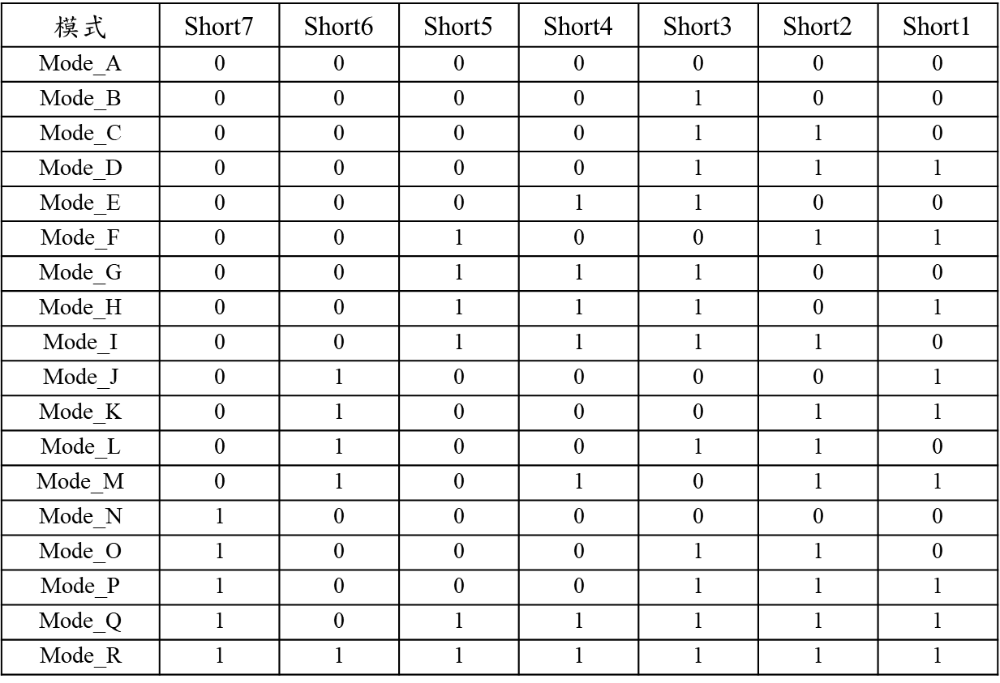 模式 Short7 Short6 Short5 Short4 Short3 Short2 Short1
Mode_A 0 0 0 0 0 0 0
Mode_B 0 0 0 0 1 0 0
Mode_C 0 0 0 0 1 1 0
Mode_D 0 0 0 0 1 1 1
Mode_E 0 0 0 1 1 0 0
Mode_F 0 0 1 0 0 1 1
Mode_G 0 0 1 1 1 0 0
Mode_H 0 0 1 1 1 0 1
Mode_I 0 0 1 1 1 1 0
Mode_J 0 1 0 0 0 0 1
Mode_K 0 1 0 0 0 1 1
Mode_L 0 1 0 0 1 1 0
Mode_M 0 1 0 1 0 1 1
Mode_N 1 0 0 0 0 0 0
Mode_O 1 0 0 0 1 1 0
Mode_P 1 0 0 0 1 1 1
Mode_Q 1 0 1 1 1 1 1
Mode_R 1 1 1 1 1 1 1